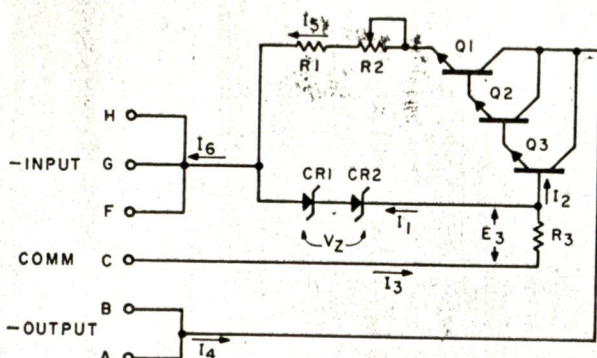 I5
Q1
R1
R2
Q2
H
I6
Q3
-INPUT
G
CR1
CR2
I2
F
I1
E3
R3
VZ
COMM
C
I3
B
-OUTPUT
I4
A